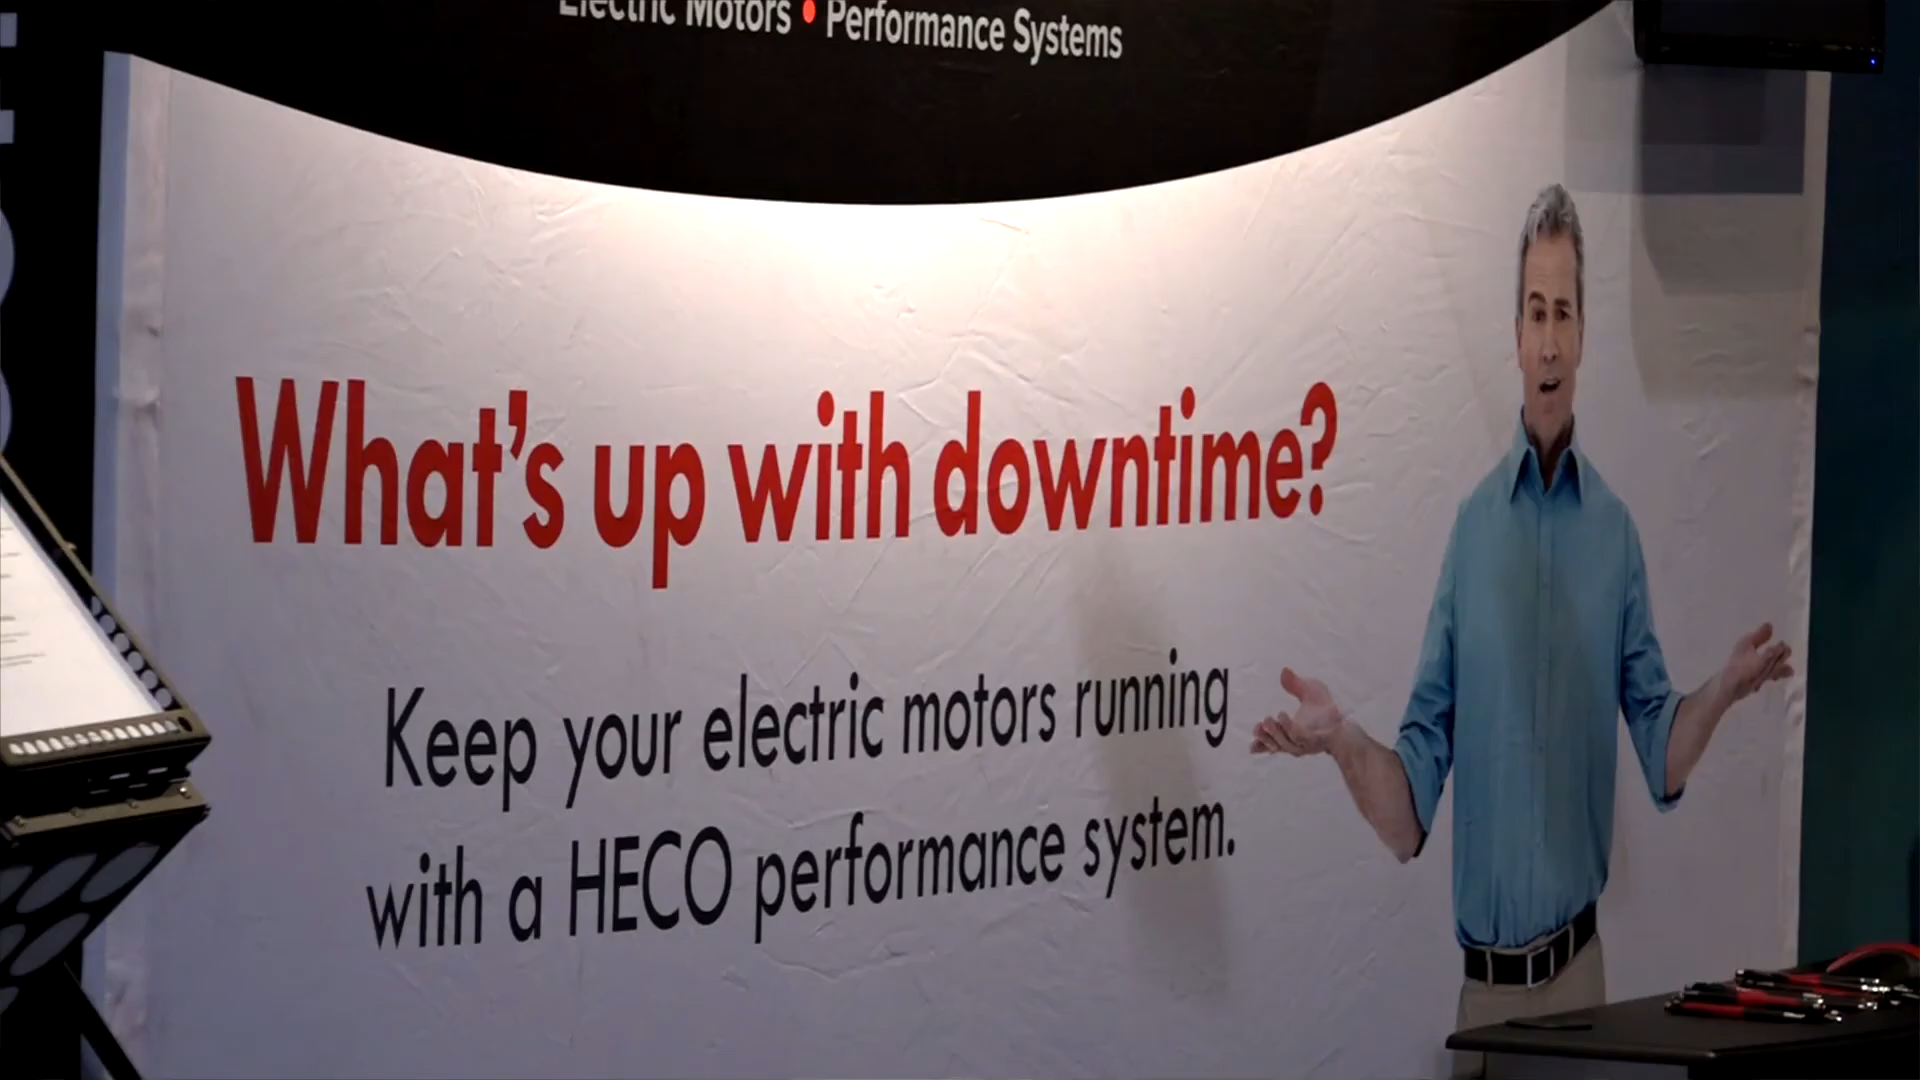 Electric Motors • Performance Systems
What's up with downtime?
Keep your electric motors running
with a HECO performance system.